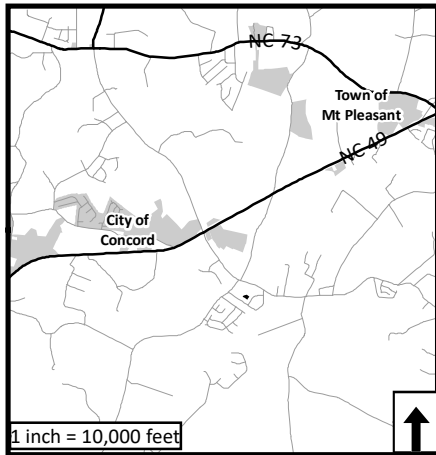 NC 73
Town of
Mt Pleasant
NC 49
City of
Concord
1 inch = 10,000 feet